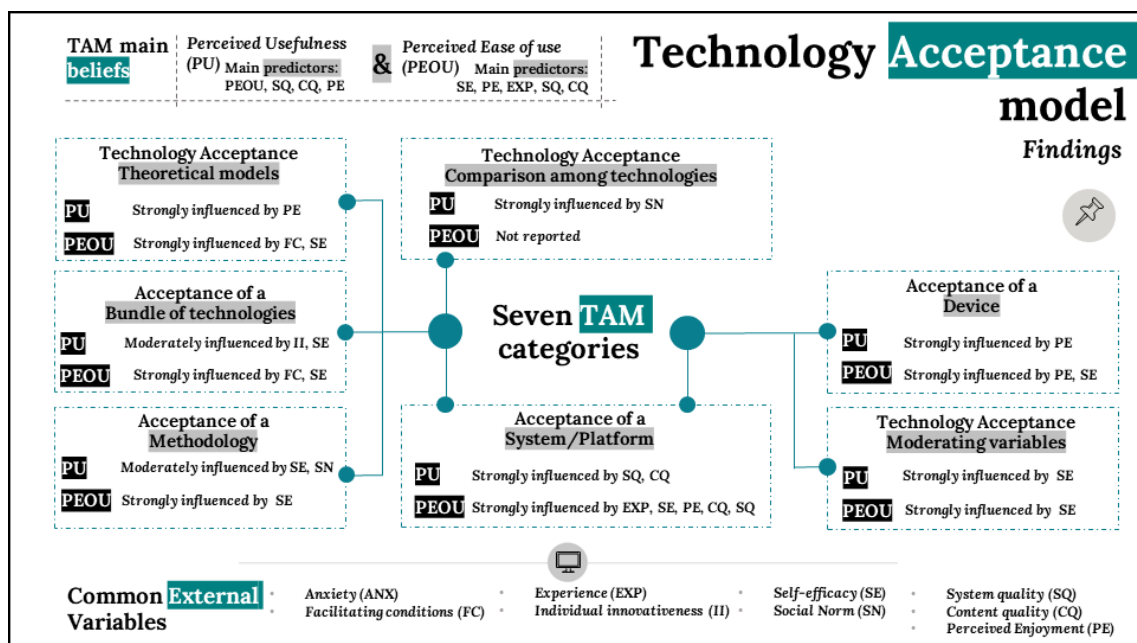 TAM main
beliefs
Perceived Usefulness
(PU) Main predictors:
PEOU, SQ, CQ, PE
&
Perceived Ease of use
(PEOU) Main predictors:
SE, PE, EXP, SQ, CQ
Technology Acceptance
model
Findings
Technology Acceptance
Theoretical models
PU Strongly influenced by PE
PEOU Strongly influenced by FC, SE
Technology Acceptance
Comparison among technologies
PU Strongly influenced by SN
PEOU Not reported
Acceptance of a
Bundle of technologies
PU Moderately influenced by II, SE
PEOU Strongly influenced by FC, SE
Seven TAM
categories
Acceptance of a
Device
PU Strongly influenced by PE
PEOU Strongly influenced by PE, SE
Acceptance of a
Methodology
PU Moderately influenced by SE, SN
PEOU Strongly influenced by SE
Acceptance of a
System/Platform
PU Strongly influenced by SQ, CQ
PEOU Strongly influenced by EXP, SE, PE, CQ, SQ
Technology Acceptance
Moderating variables
PU Strongly influenced by SE
PEOU Strongly influenced by SE
Common External
Variables
• Anxiety (ANX)
• Facilitating conditions (FC)
• Experience (EXP)
• Individual innovativeness (II)
• Self-efficacy (SE)
• Social Norm (SN)
• System quality (SQ)
• Content quality (CQ)
• Perceived Enjoyment (PE)